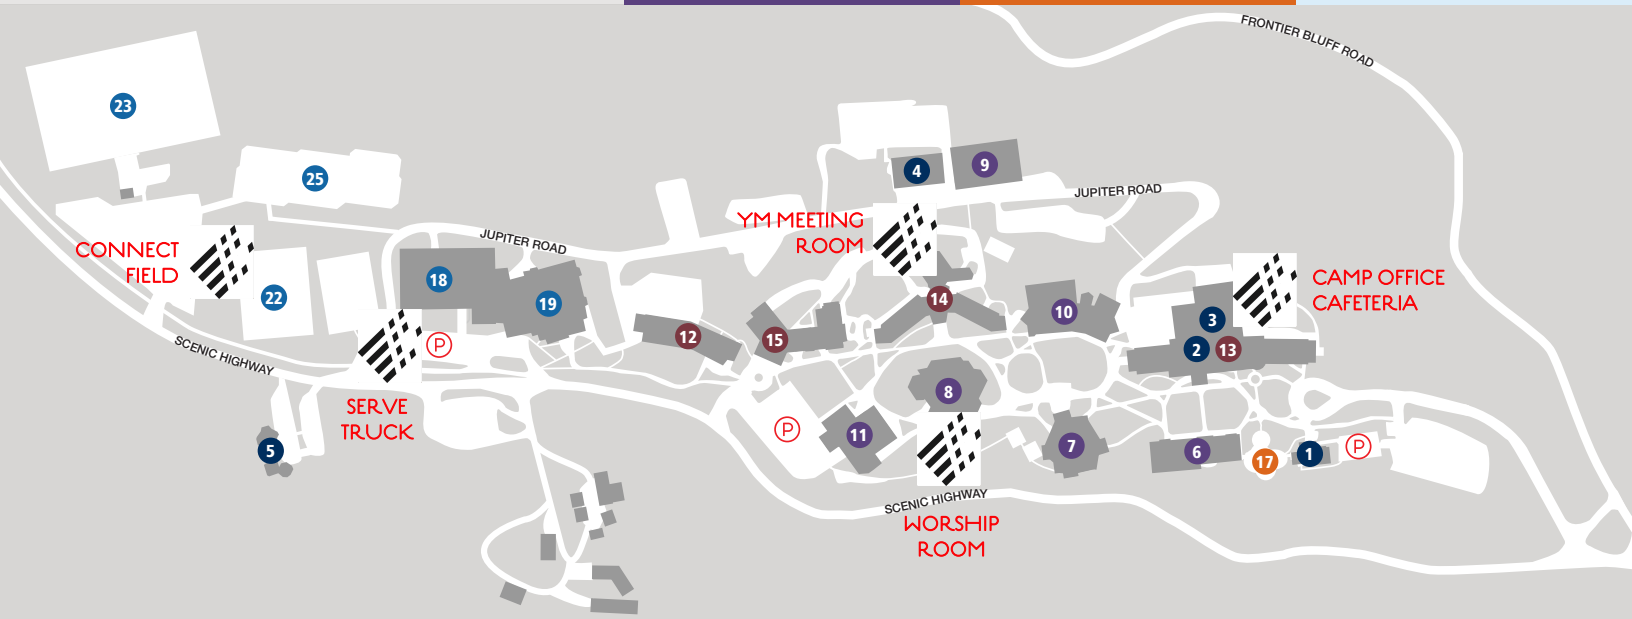 FRONTIER BLUFF ROAD
23
4
9
25
JUPITER ROAD
YM MEETING
ROOM
JUPITER ROAD
CONNECT
FIELD
18
22
19
14
10
3
CAMP OFFICE
CAFETERIA
12
15
2
13
P
SCENIC HIGHWAY
8
SERVE
TRUCK
P
11
7
6
17
1
P
5
SCENIC HIGHWAY
WORSHIP
ROOM